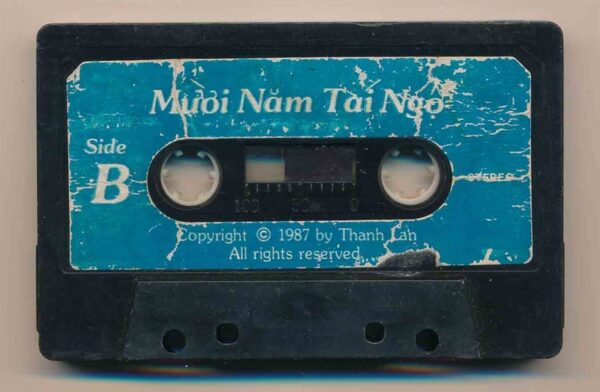 Mười Năm Tái Ngộ
Side
B
STEREO
100 50 0
Copyright © 1987 by Thanh Lan
All rights reserved